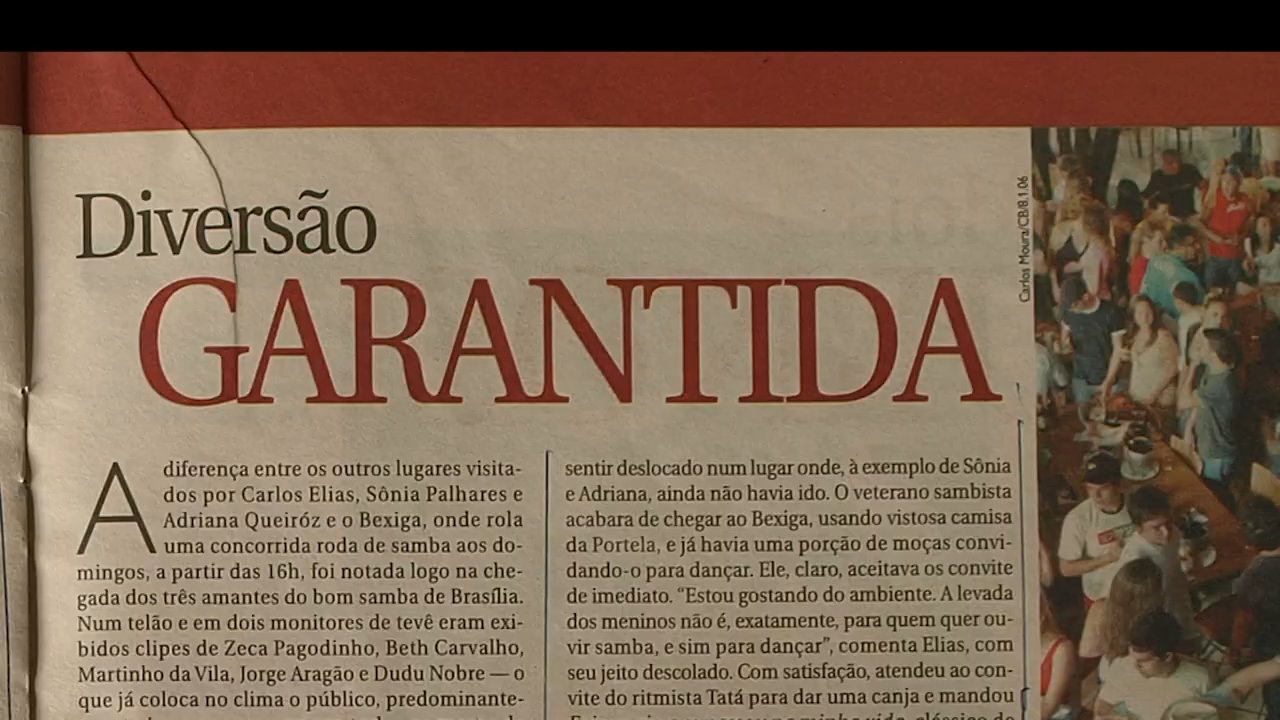 Diversão
GARANTIDA
Carlos Moura/CB/8.1.06
A diferença entre os outros lugares visita-
dos por Carlos Elias, Sônia Palhares e
Adriana Queiróz e o Bexiga, onde rola
uma concorrida roda de samba aos do-
mingos, a partir das 16h, foi notada logo na che-
gada dos três amantes do bom samba de Brasília.
Num telão e em dois monitores de tevê eram exi-
bidos clipes de Zeca Pagodinho, Beth Carvalho,
Martinho da Vila, Jorge Aragão e Dudu Nobre — o
que já coloca no clima o público, predominante-
sentir deslocado num lugar onde, à exemplo de Sônia
e Adriana, ainda não havia ido. O veterano sambista
acabara de chegar ao Bexiga, usando vistosa camisa
da Portela, e já havia uma porção de moças convi-
dando-o para dançar. Ele, claro, aceitava os convite
de imediato. “Estou gostando do ambiente. A levada
dos meninos não é, exatamente, para quem quer ou-
vir samba, e sim para dançar”, comenta Elias, com
seu jeito descolado. Com satisfação, atendeu ao con-
vite do ritmista Tatá para dar uma canja e mandou